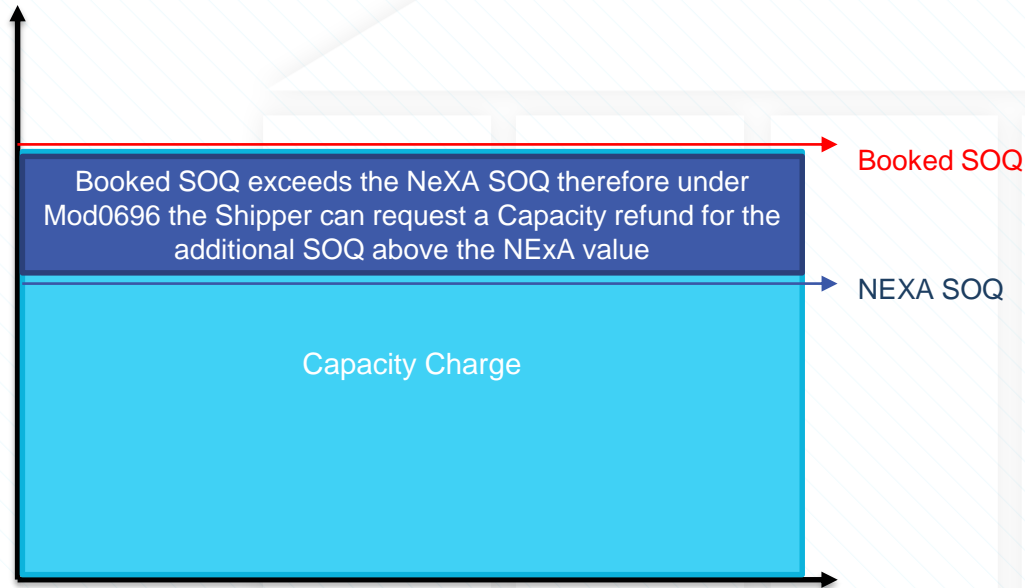 Booked SOQ
Booked SOQ exceeds the NeXA SOQ therefore under
Mod0696 the Shipper can request a Capacity refund for the
additional SOQ above the NExA value
NEXA SOQ
Capacity Charge